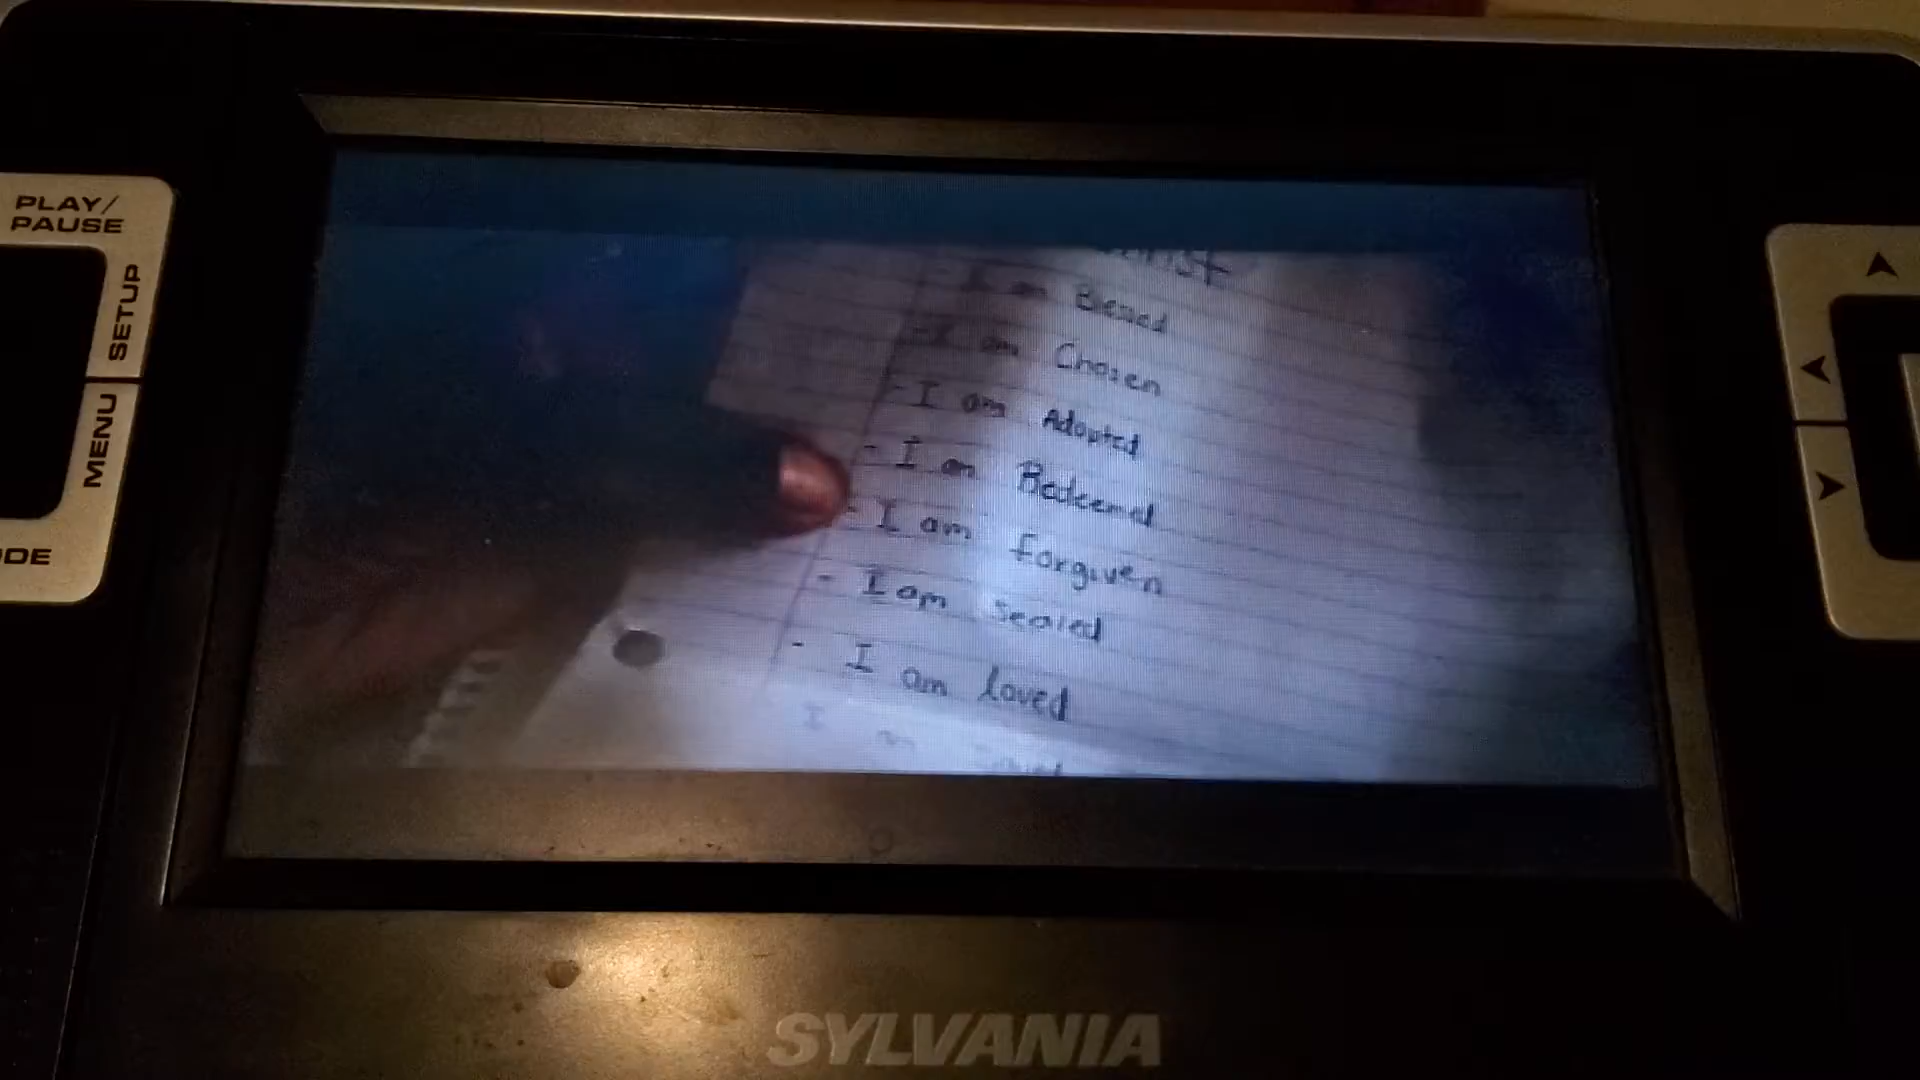 PLAY/
PAUSE
SETUP
MENU
- I am Blessed
- I am Chosen
- I am Adopted
- I am Redeemed
- I am forgiven
- I am sealed
- I am loved
I am
SYLVANIA